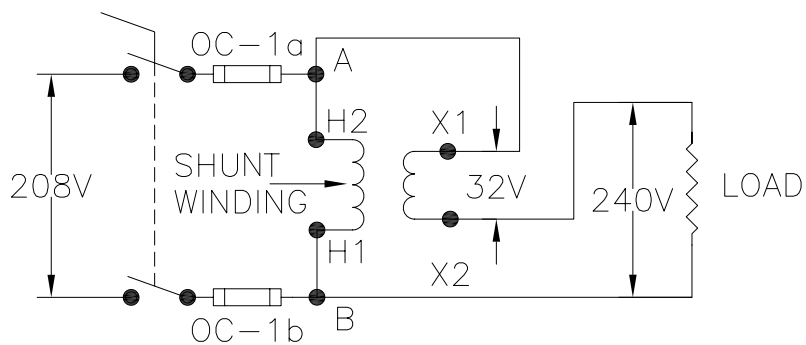 OC-1a
A
H2
X1
208V
SHUNT
WINDING
32V
240V
LOAD
H1
X2
B
OC-1b